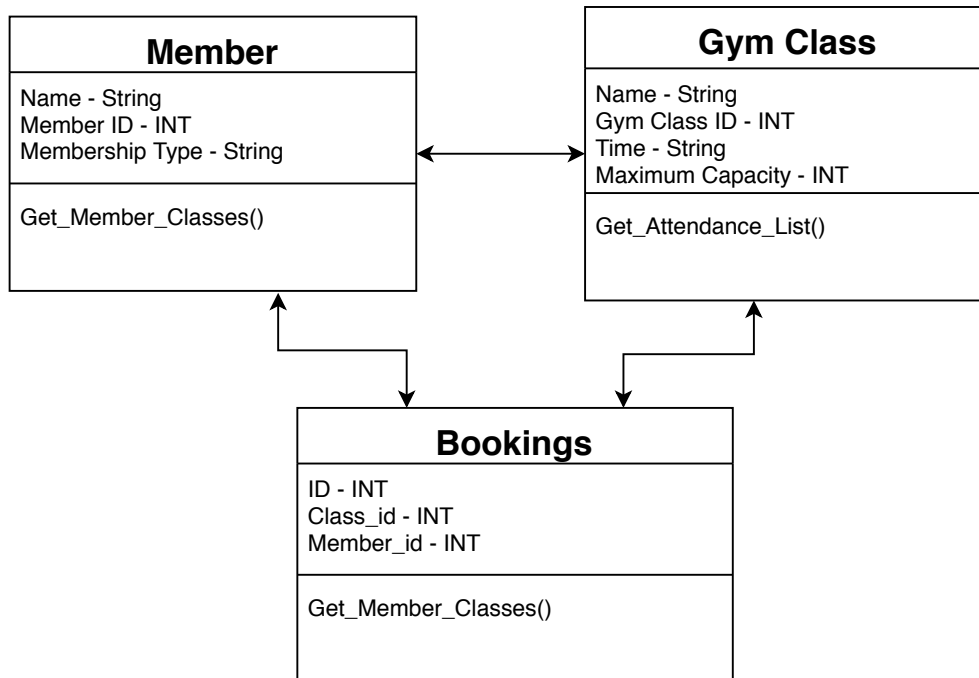 Member
Name - String
Member ID - INT
Membership Type - String
Get_Member_Classes()
Gym Class
Name - String
Gym Class ID - INT
Time - String
Maximum Capacity - INT
Get_Attendance_List()
Bookings
ID - INT
Class_id - INT
Member_id - INT
Get_Member_Classes()